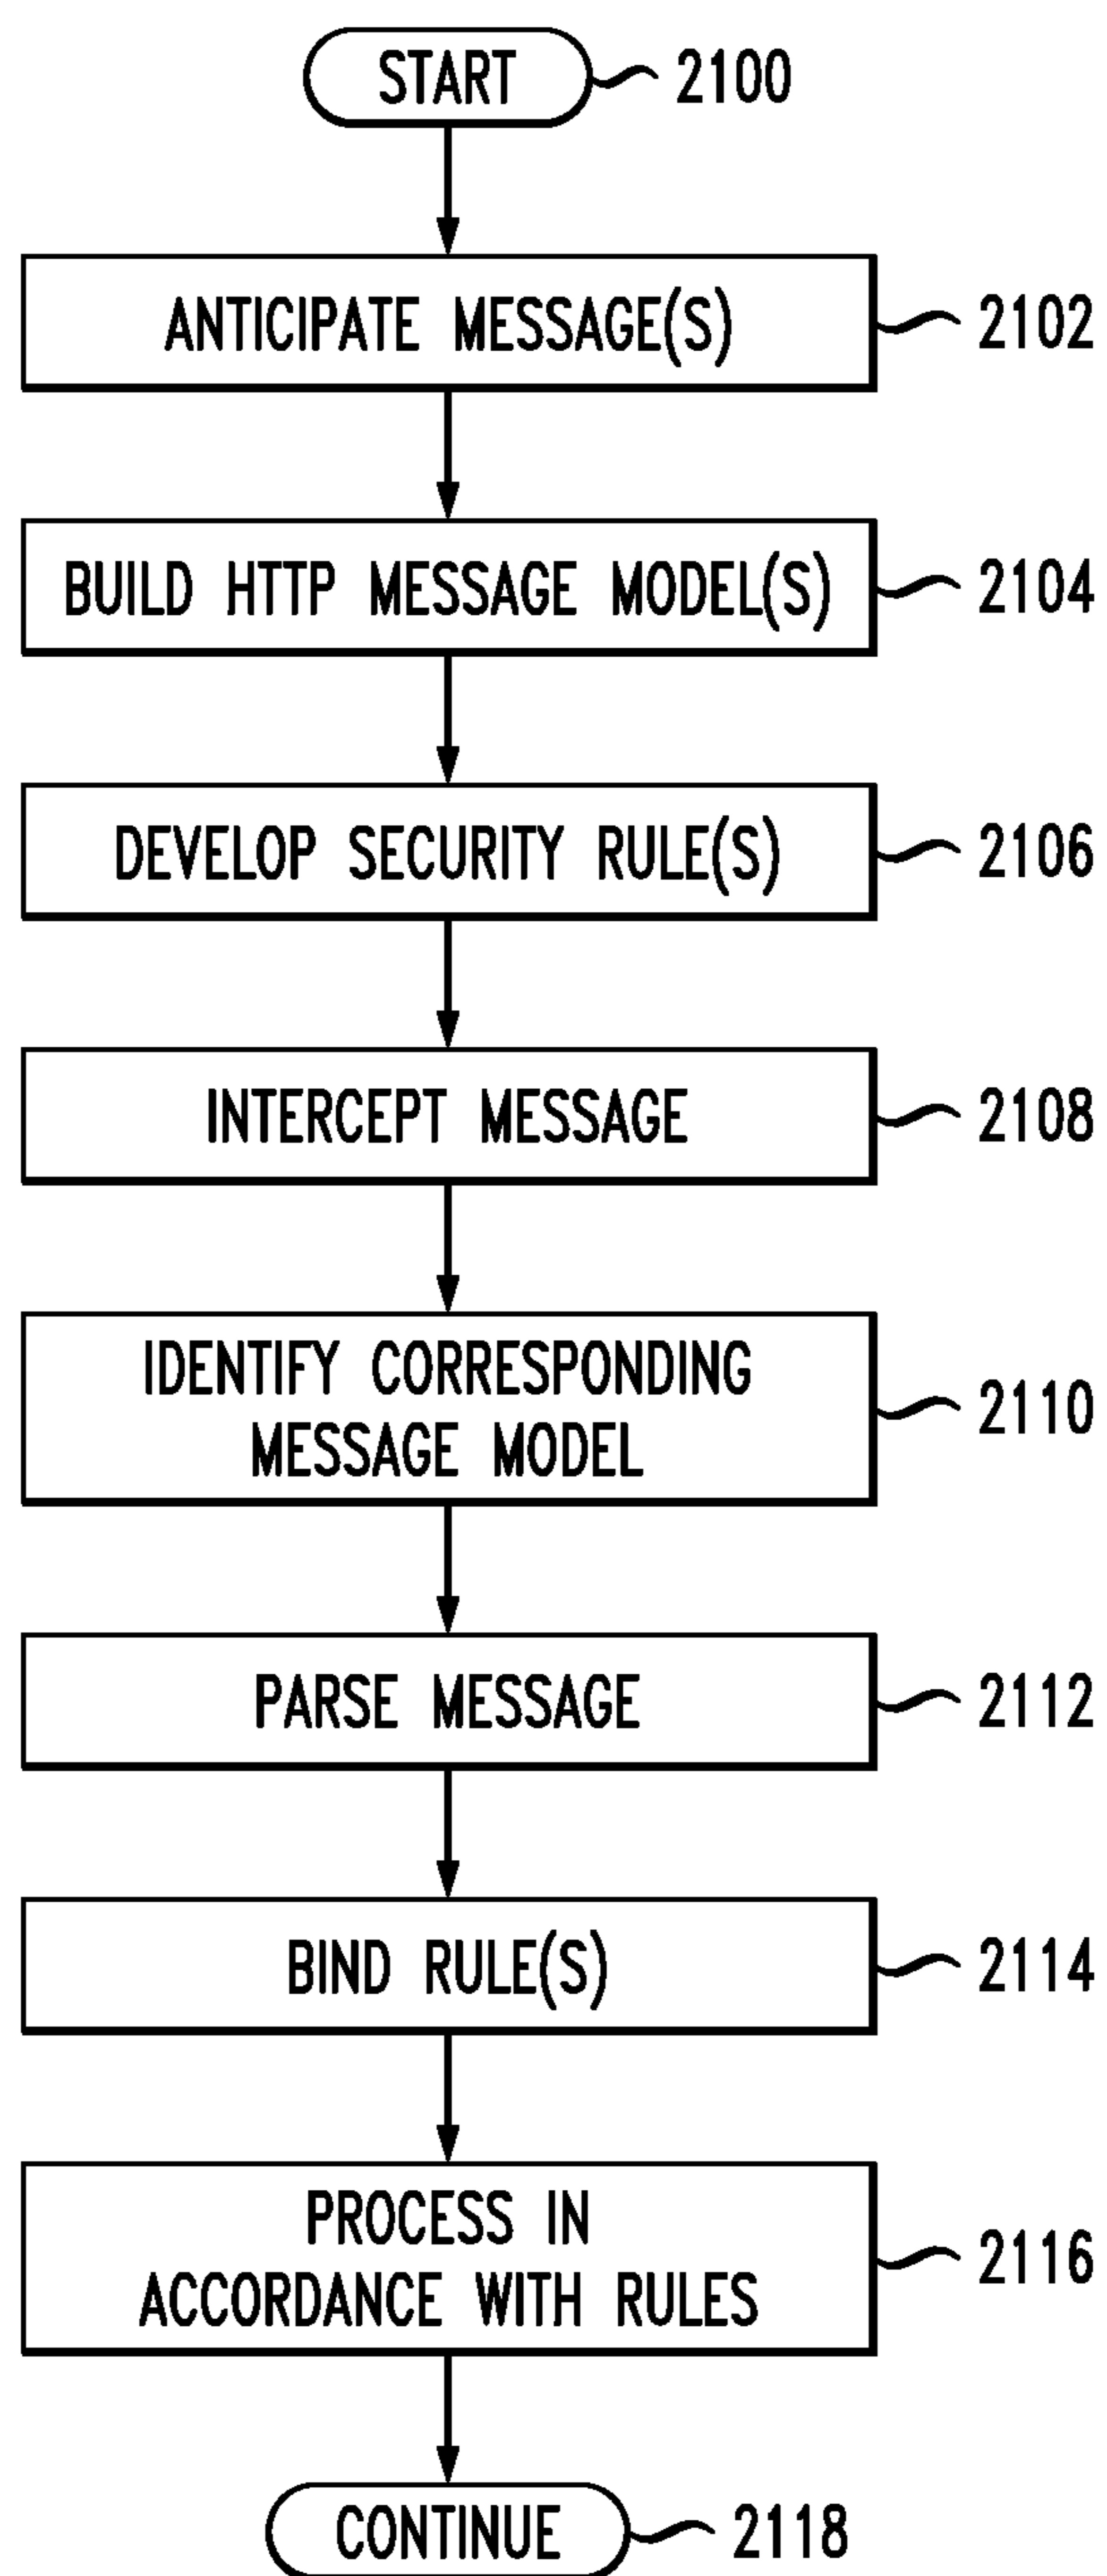 START 2100
ANTICIPATE MESSAGE(S) 2102
BUILD HTTP MESSAGE MODEL(S) 2104
DEVELOP SECURITY RULE(S) 2106
INTERCEPT MESSAGE 2108
IDENTIFY CORRESPONDING
MESSAGE MODEL
2110
PARSE MESSAGE 2112
BIND RULE(S) 2114
PROCESS IN
ACCORDANCE WITH RULES
2116
CONTINUE 2118